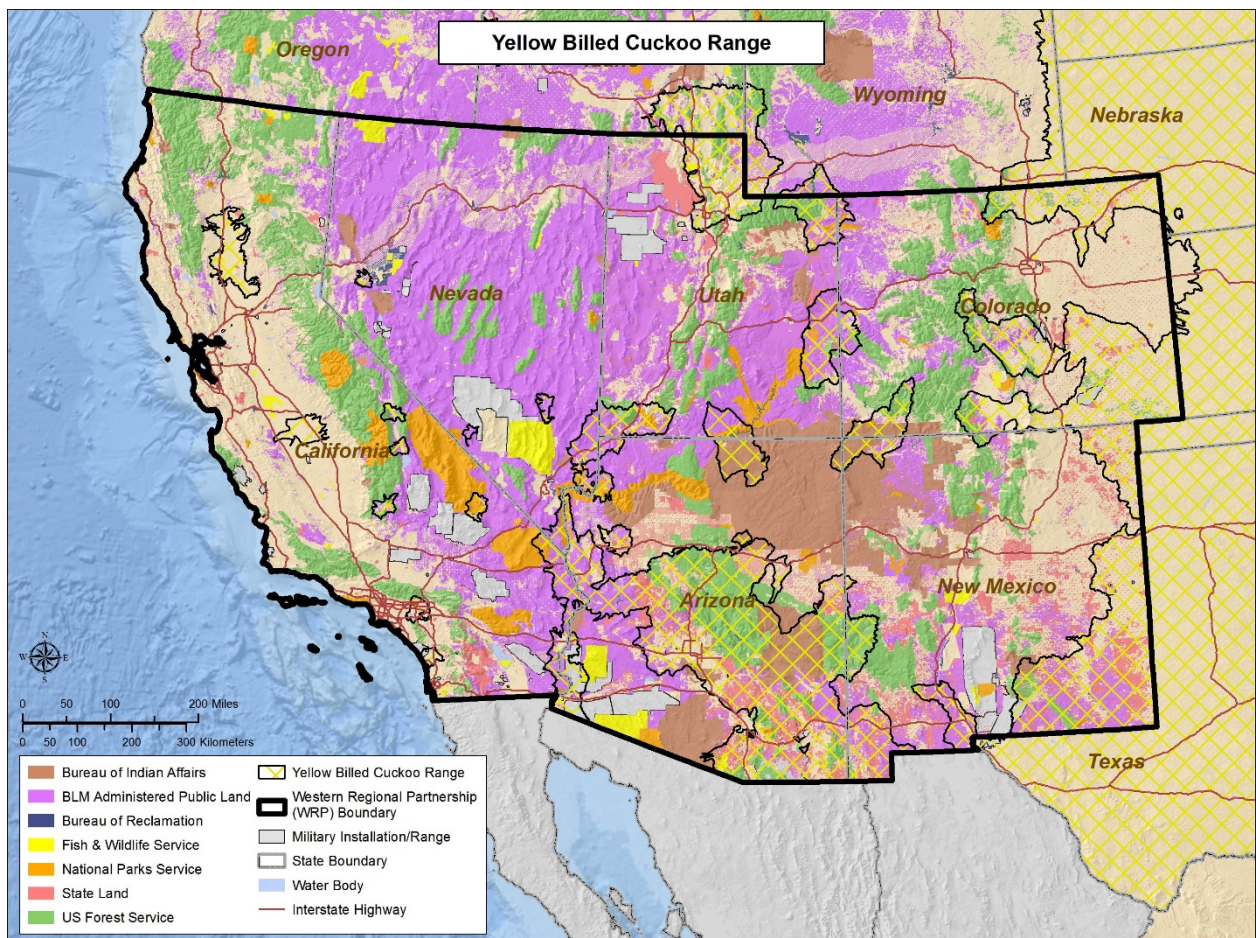 Yellow Billed Cuckoo Range
Oregon
Wyoming
Nebraska
Nevada
Utah
Colorado
California
Arizona
New Mexico
Texas
N
W E
S
0 50 100 200 Miles
0 50 100 200 300 Kilometers
Bureau of Indian Affairs
BLM Administered Public Land
Bureau of Reclamation
Fish & Wildlife Service
National Parks Service
State Land
US Forest Service
Yellow Billed Cuckoo Range
Western Regional Partnership
(WRP) Boundary
Military Installation/Range
State Boundary
Water Body
Interstate Highway